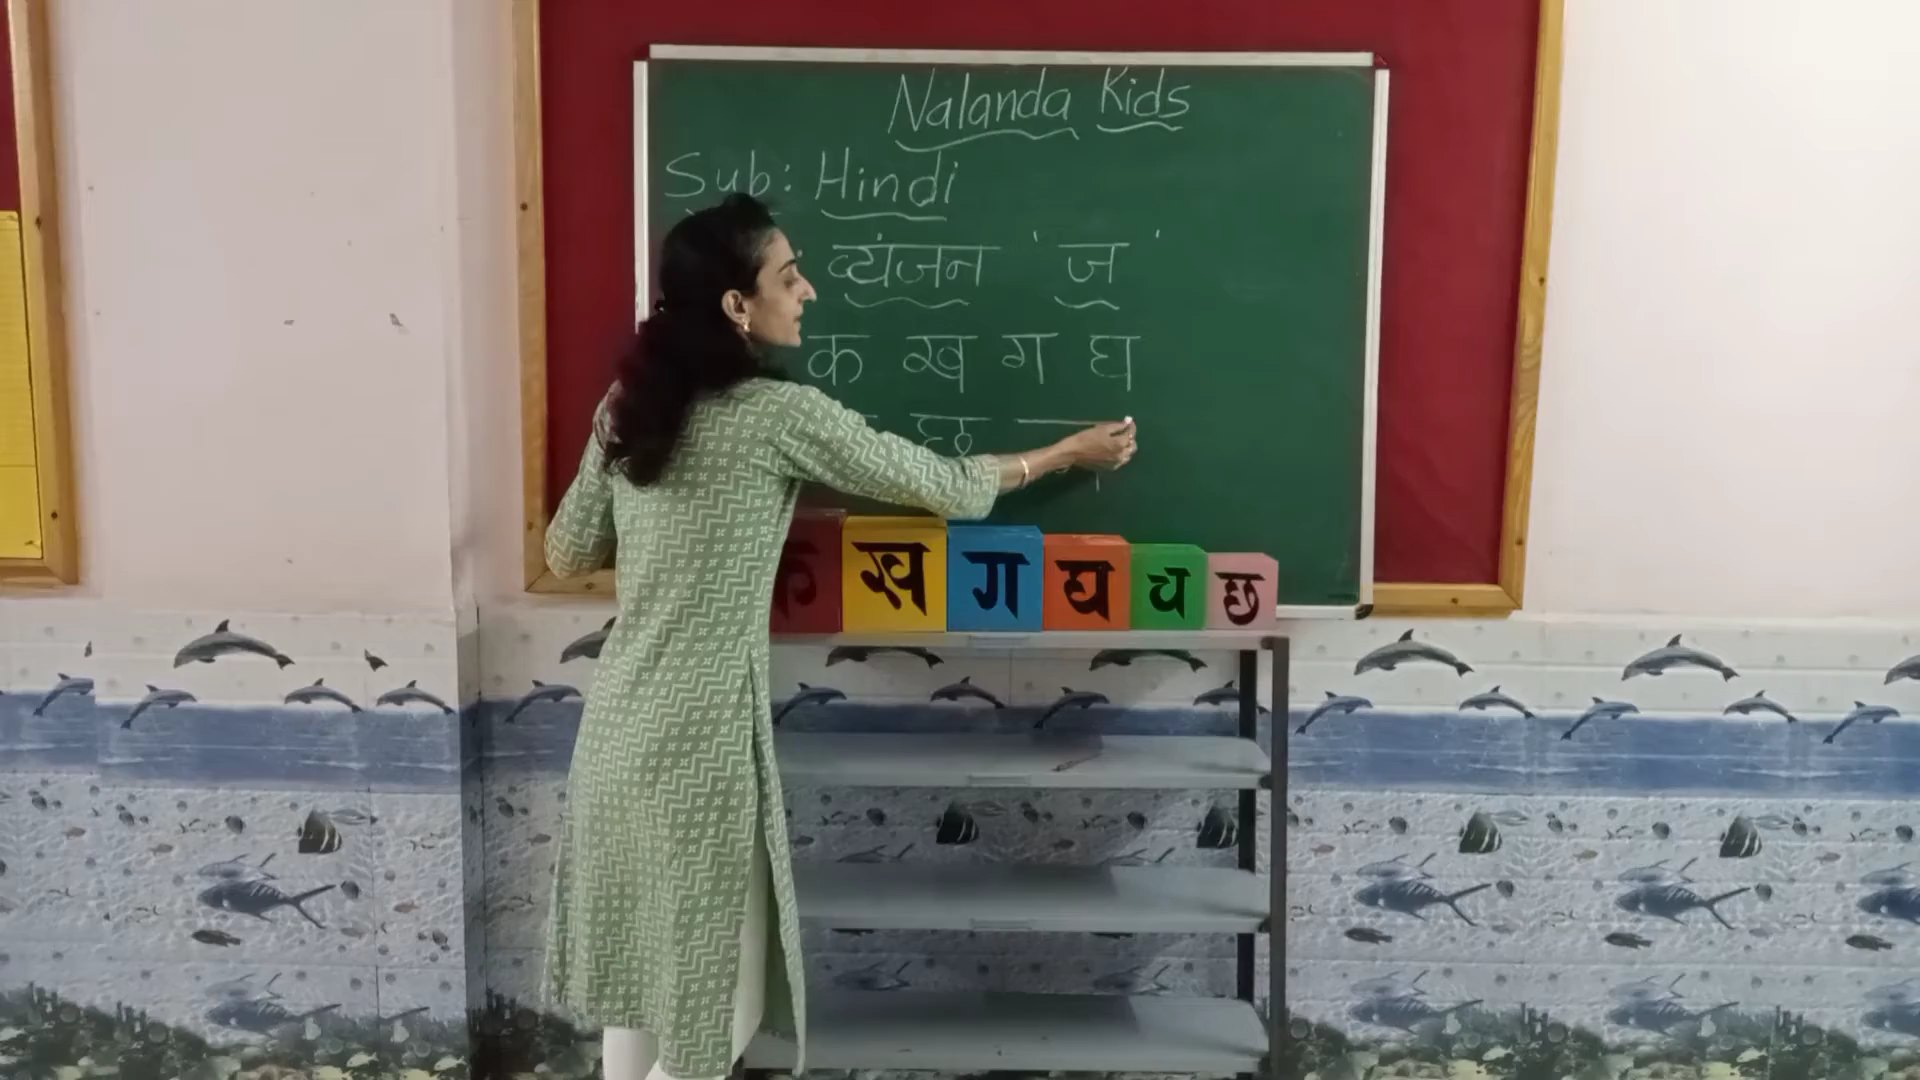 Nalanda Kids
Sub: Hindi
व्यंजन 'ज'
क ख ग घ
छ
क ख ग घ च छ